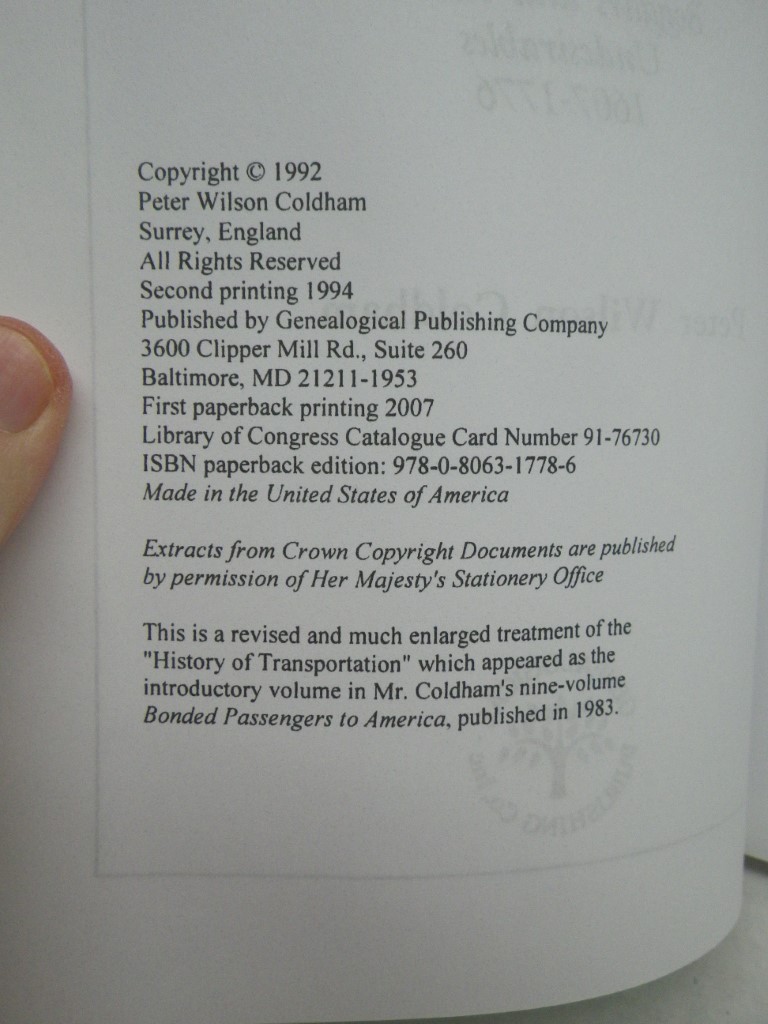 Copyright © 1992
Peter Wilson Coldham
Surrey, England
All Rights Reserved
Second printing 1994
Published by Genealogical Publishing Company
3600 Clipper Mill Rd., Suite 260
Baltimore, MD 21211-1953
First paperback printing 2007
Library of Congress Catalogue Card Number 91-76730
ISBN paperback edition: 978-0-8063-1778-6
Made in the United States of America
Extracts from Crown Copyright Documents are published
by permission of Her Majesty's Stationery Office
This is a revised and much enlarged treatment of the
"History of Transportation" which appeared as the
introductory volume in Mr. Coldham's nine-volume
Bonded Passengers to America, published in 1983.